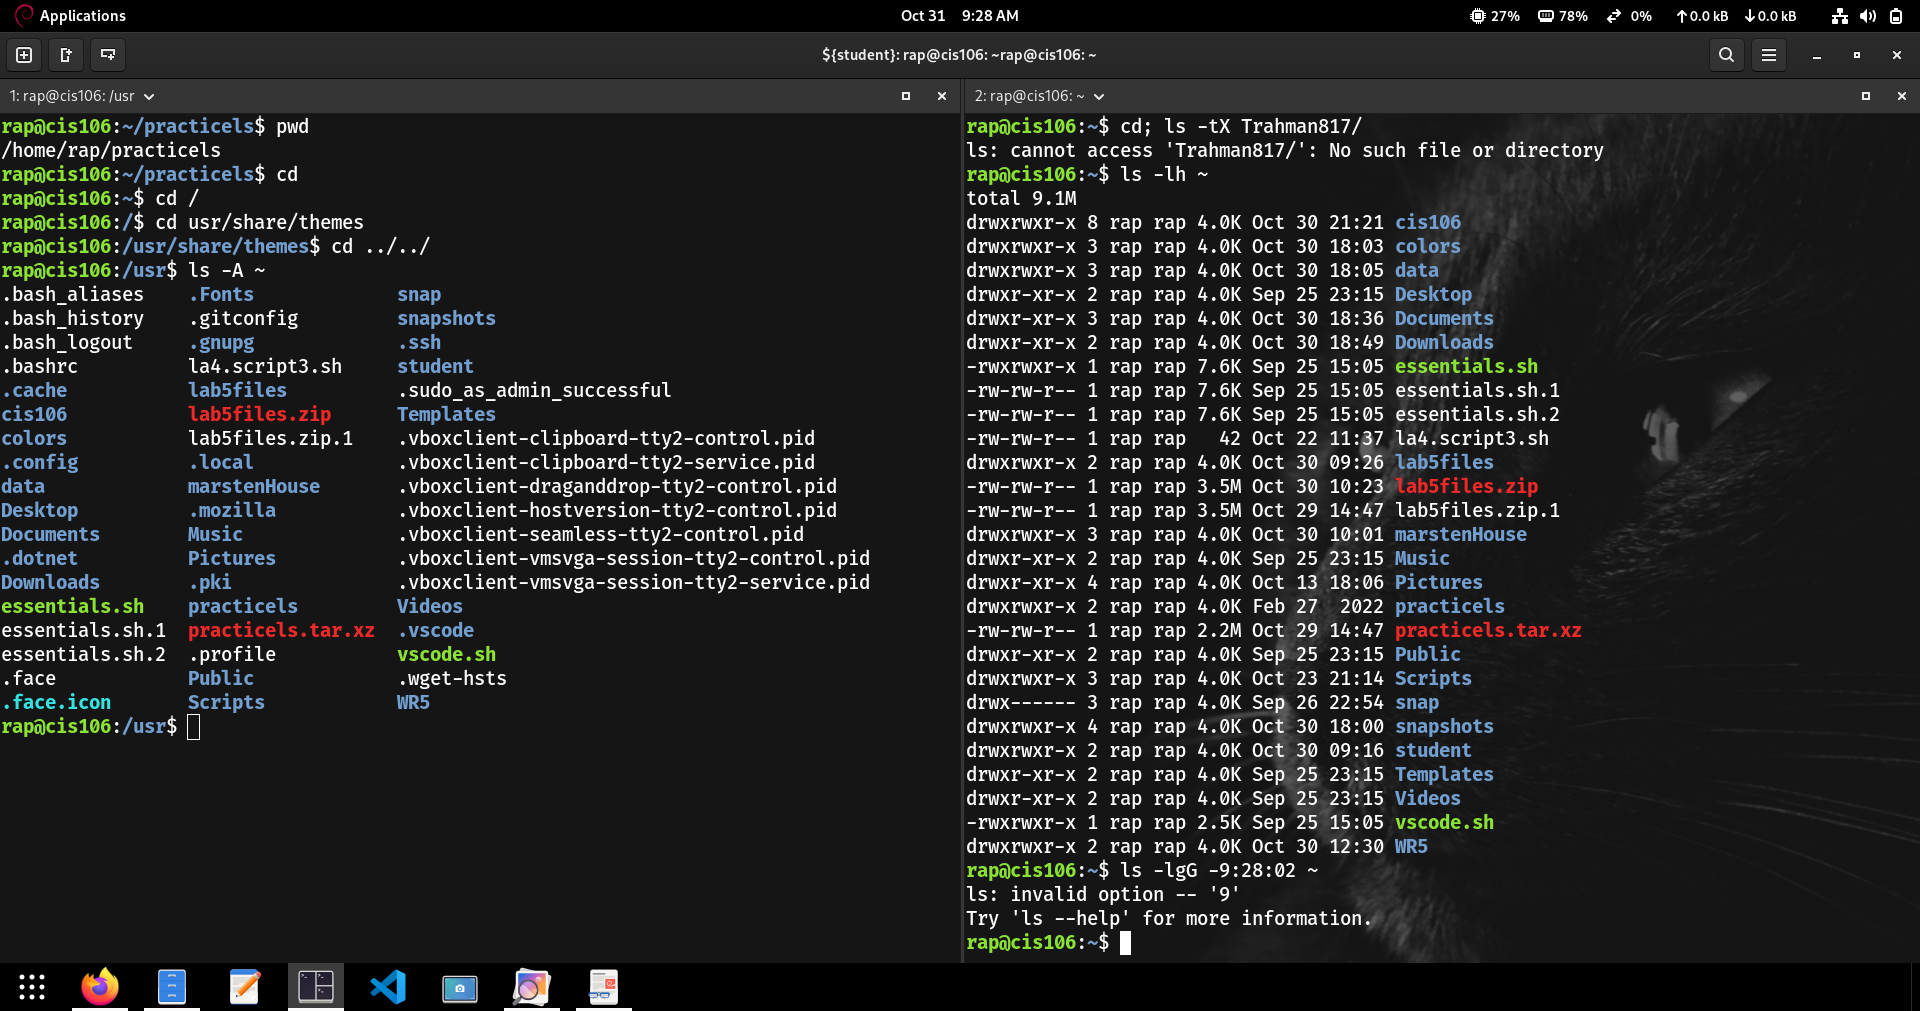 Applications
Oct 31 9:28 AM
27% 78% 0% 0.0 kB 0.0 kB
${student}: rap@cis106: ~rap@cis106: ~
1: rap@cis106: /usr
rap@cis106:~/practicels$ pwd
/home/rap/practicels
rap@cis106:~/practicels$ cd
rap@cis106:~$ cd /
rap@cis106:/$ cd usr/share/themes
rap@cis106:/usr/share/themes$ cd ../../
rap@cis106:/usr$ ls -A ~
.bash_aliases .Fonts snap
.bash_history .gitconfig snapshots
.bash_logout .gnupg .ssh
.bashrc la4.script3.sh student
.cache lab5files .sudo_as_admin_successful
cis106 lab5files.zip Templates
colors lab5files.zip.1 .vboxclient-clipboard-tty2-control.pid
.config .local .vboxclient-clipboard-tty2-service.pid
data marstenHouse .vboxclient-draganddrop-tty2-control.pid
Desktop .mozilla .vboxclient-hostversion-tty2-control.pid
Documents Music .vboxclient-seamless-tty2-control.pid
.dotnet Pictures .vboxclient-vmsvga-session-tty2-control.pid
Downloads .pki .vboxclient-vmsvga-session-tty2-service.pid
essentials.sh practicels Videos
essentials.sh.1 practicels.tar.xz .vscode
essentials.sh.2 .profile vscode.sh
.face Public .wget-hsts
.face.icon Scripts WR5
rap@cis106:/usr$
2: rap@cis106: ~
rap@cis106:~$ cd; ls -tX Trahman817/
ls: cannot access 'Trahman817/': No such file or directory
rap@cis106:~$ ls -lh ~
total 9.1M
drwxrwxr-x 8 rap rap 4.0K Oct 30 21:21 cis106
drwxrwxr-x 3 rap rap 4.0K Oct 30 18:03 colors
drwxrwxr-x 3 rap rap 4.0K Oct 30 18:05 data
drwxr-xr-x 2 rap rap 4.0K Sep 25 23:15 Desktop
drwxr-xr-x 3 rap rap 4.0K Oct 30 18:36 Documents
drwxr-xr-x 2 rap rap 4.0K Oct 30 18:49 Downloads
-rwxrwxr-x 1 rap rap 7.6K Sep 25 15:05 essentials.sh
-rw-rw-r-- 1 rap rap 7.6K Sep 25 15:05 essentials.sh.1
-rw-rw-r-- 1 rap rap 7.6K Sep 25 15:05 essentials.sh.2
-rw-rw-r-- 1 rap rap 42 Oct 22 11:37 la4.script3.sh
drwxrwxr-x 2 rap rap 4.0K Oct 30 09:26 lab5files
-rw-rw-r-- 1 rap rap 3.5M Oct 30 10:23 lab5files.zip
-rw-rw-r-- 1 rap rap 3.5M Oct 29 14:47 lab5files.zip.1
drwxrwxr-x 3 rap rap 4.0K Oct 30 10:01 marstenHouse
drwxr-xr-x 2 rap rap 4.0K Sep 25 23:15 Music
drwxr-xr-x 4 rap rap 4.0K Oct 13 18:06 Pictures
drwxrwxr-x 2 rap rap 4.0K Feb 27 2022 practicels
-rw-rw-r-- 1 rap rap 2.2M Oct 29 14:47 practicels.tar.xz
drwxr-xr-x 2 rap rap 4.0K Sep 25 23:15 Public
drwxrwxr-x 3 rap rap 4.0K Oct 23 21:14 Scripts
drwx------ 3 rap rap 4.0K Sep 26 22:54 snap
drwxrwxr-x 4 rap rap 4.0K Oct 30 18:00 snapshots
drwxrwxr-x 2 rap rap 4.0K Oct 30 09:16 student
drwxr-xr-x 2 rap rap 4.0K Sep 25 23:15 Templates
drwxr-xr-x 2 rap rap 4.0K Sep 25 23:15 Videos
-rwxrwxr-x 1 rap rap 2.5K Sep 25 15:05 vscode.sh
drwxrwxr-x 2 rap rap 4.0K Oct 30 12:30 WR5
rap@cis106:~$ ls -lgG -9:28:02 ~
ls: invalid option -- '9'
Try 'ls --help' for more information.
rap@cis106:~$